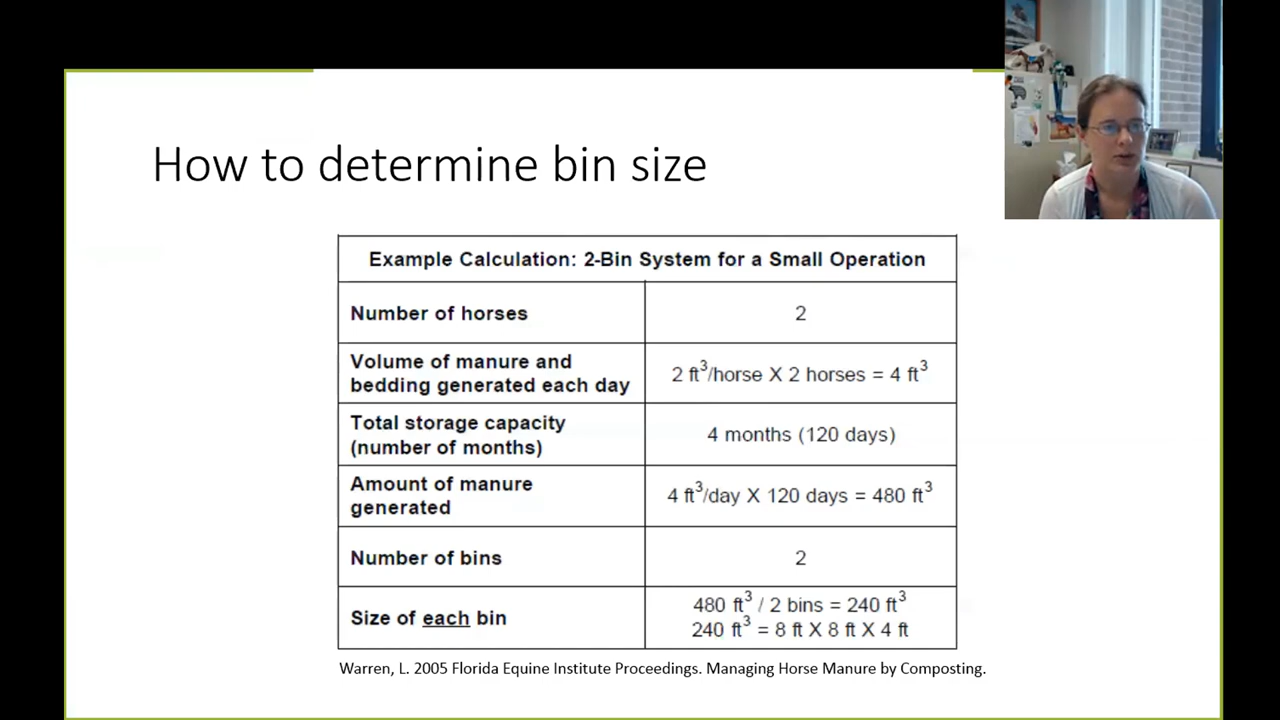 How to determine bin size
Example Calculation: 2-Bin System for a Small Operation
Number of horses
2
Volume of manure and
bedding generated each day
2 ft³/horse X 2 horses = 4 ft³
Total storage capacity
(number of months)
4 months (120 days)
Amount of manure
generated
4 ft³/day X 120 days = 480 ft³
Number of bins
2
Size of each bin
480 ft³ / 2 bins = 240 ft³
240 ft³ = 8 ft X 8 ft X 4 ft
Warren, L. 2005 Florida Equine Institute Proceedings. Managing Horse Manure by Composting.